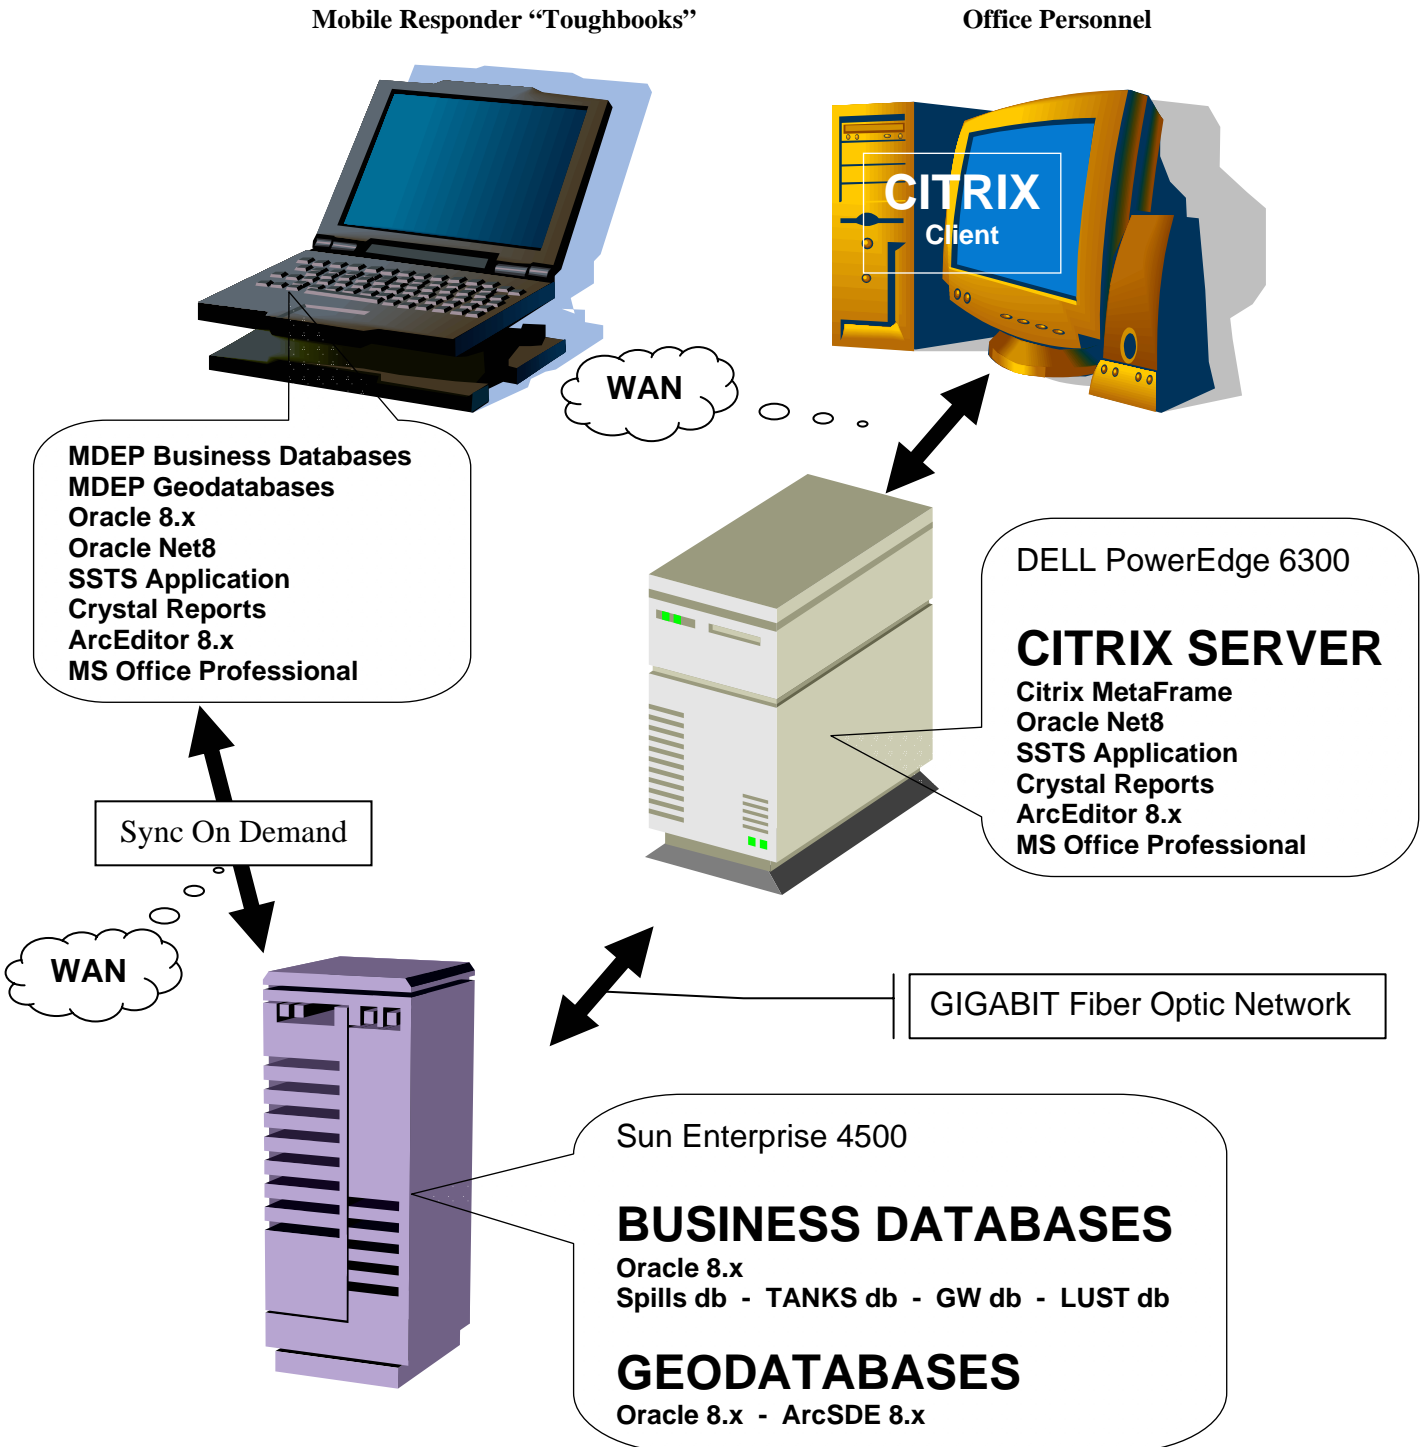 Mobile Responder “Toughbooks”
Office Personnel
CITRIX
Client
WAN
MDEP Business Databases
MDEP Geodatabases
Oracle 8.x
Oracle Net8
SSTS Application
Crystal Reports
ArcEditor 8.x
MS Office Professional
DELL PowerEdge 6300
CITRIX SERVER
Citrix MetaFrame
Oracle Net8
SSTS Application
Crystal Reports
ArcEditor 8.x
MS Office Professional
Sync On Demand
WAN
GIGABIT Fiber Optic Network
Sun Enterprise 4500
BUSINESS DATABASES
Oracle 8.x
Spills db - TANKS db - GW db - LUST db
GEODATABASES
Oracle 8.x - ArcSDE 8.x